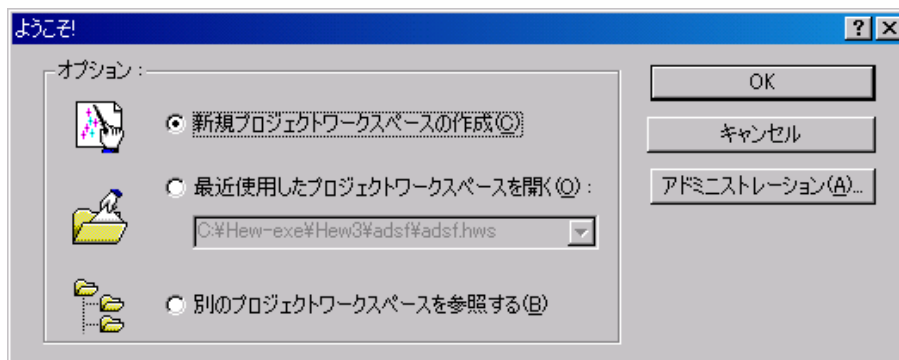 ようこそ!
オプション:
新規プロジェクトワークスペースの作成(C)
最近使用したプロジェクトワークスペースを開く(O):
C:¥Hew-exe¥Hew3¥adsf¥adsf.hws
別のプロジェクトワークスペースを参照する(B)
OK
キャンセル
アドミニストレーション(A)...